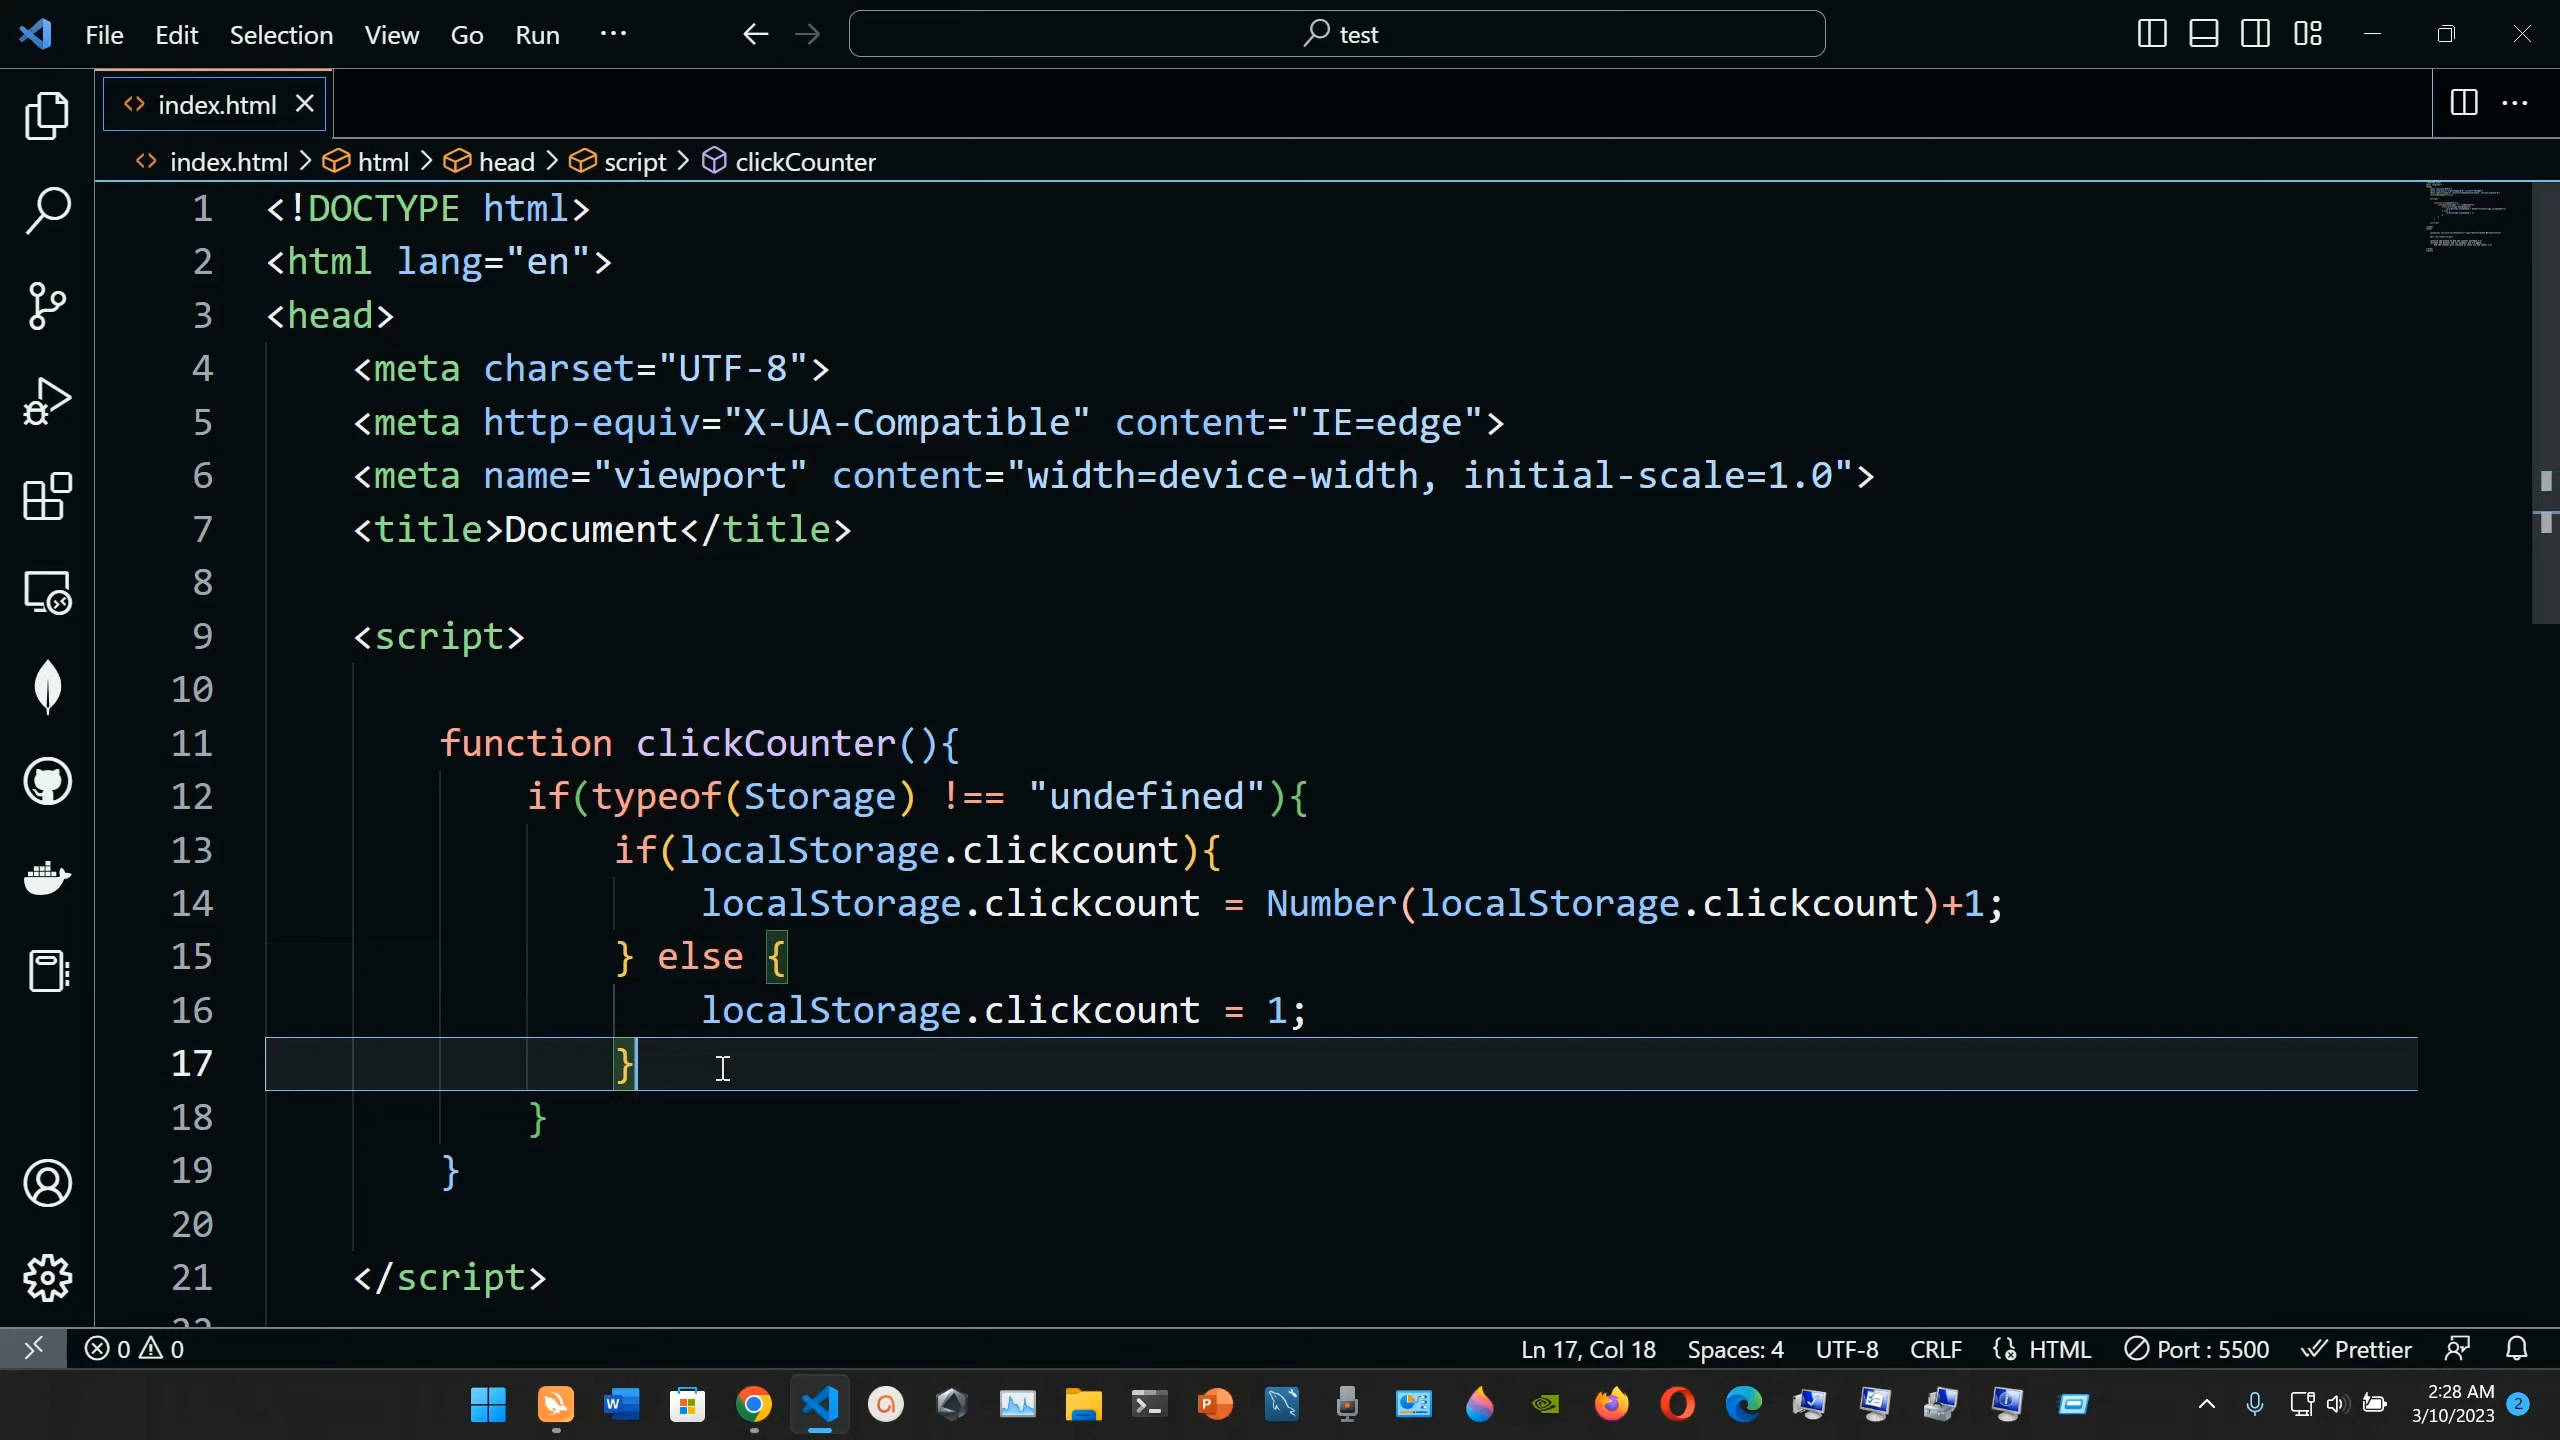 File Edit Selection View Go Run ··· test
index.html
index.html > html > head > script > clickCounter
1 <!DOCTYPE html>
2 <html lang="en">
3 <head>
4 <meta charset="UTF-8">
5 <meta http-equiv="X-UA-Compatible" content="IE=edge">
6 <meta name="viewport" content="width=device-width, initial-scale=1.0">
7 <title>Document</title>
8
9 <script>
10
11 function clickCounter(){
12 if(typeof(Storage) !== "undefined"){
13 if(localStorage.clickcount){
14 localStorage.clickcount = Number(localStorage.clickcount)+1;
15 } else {
16 localStorage.clickcount = 1;
17 }
18 }
19 }
20
21 </script>
22
0 0 Ln 17, Col 18 Spaces: 4 UTF-8 CRLF HTML Port : 5500 Prettier
2:28 AM
3/10/2023 2